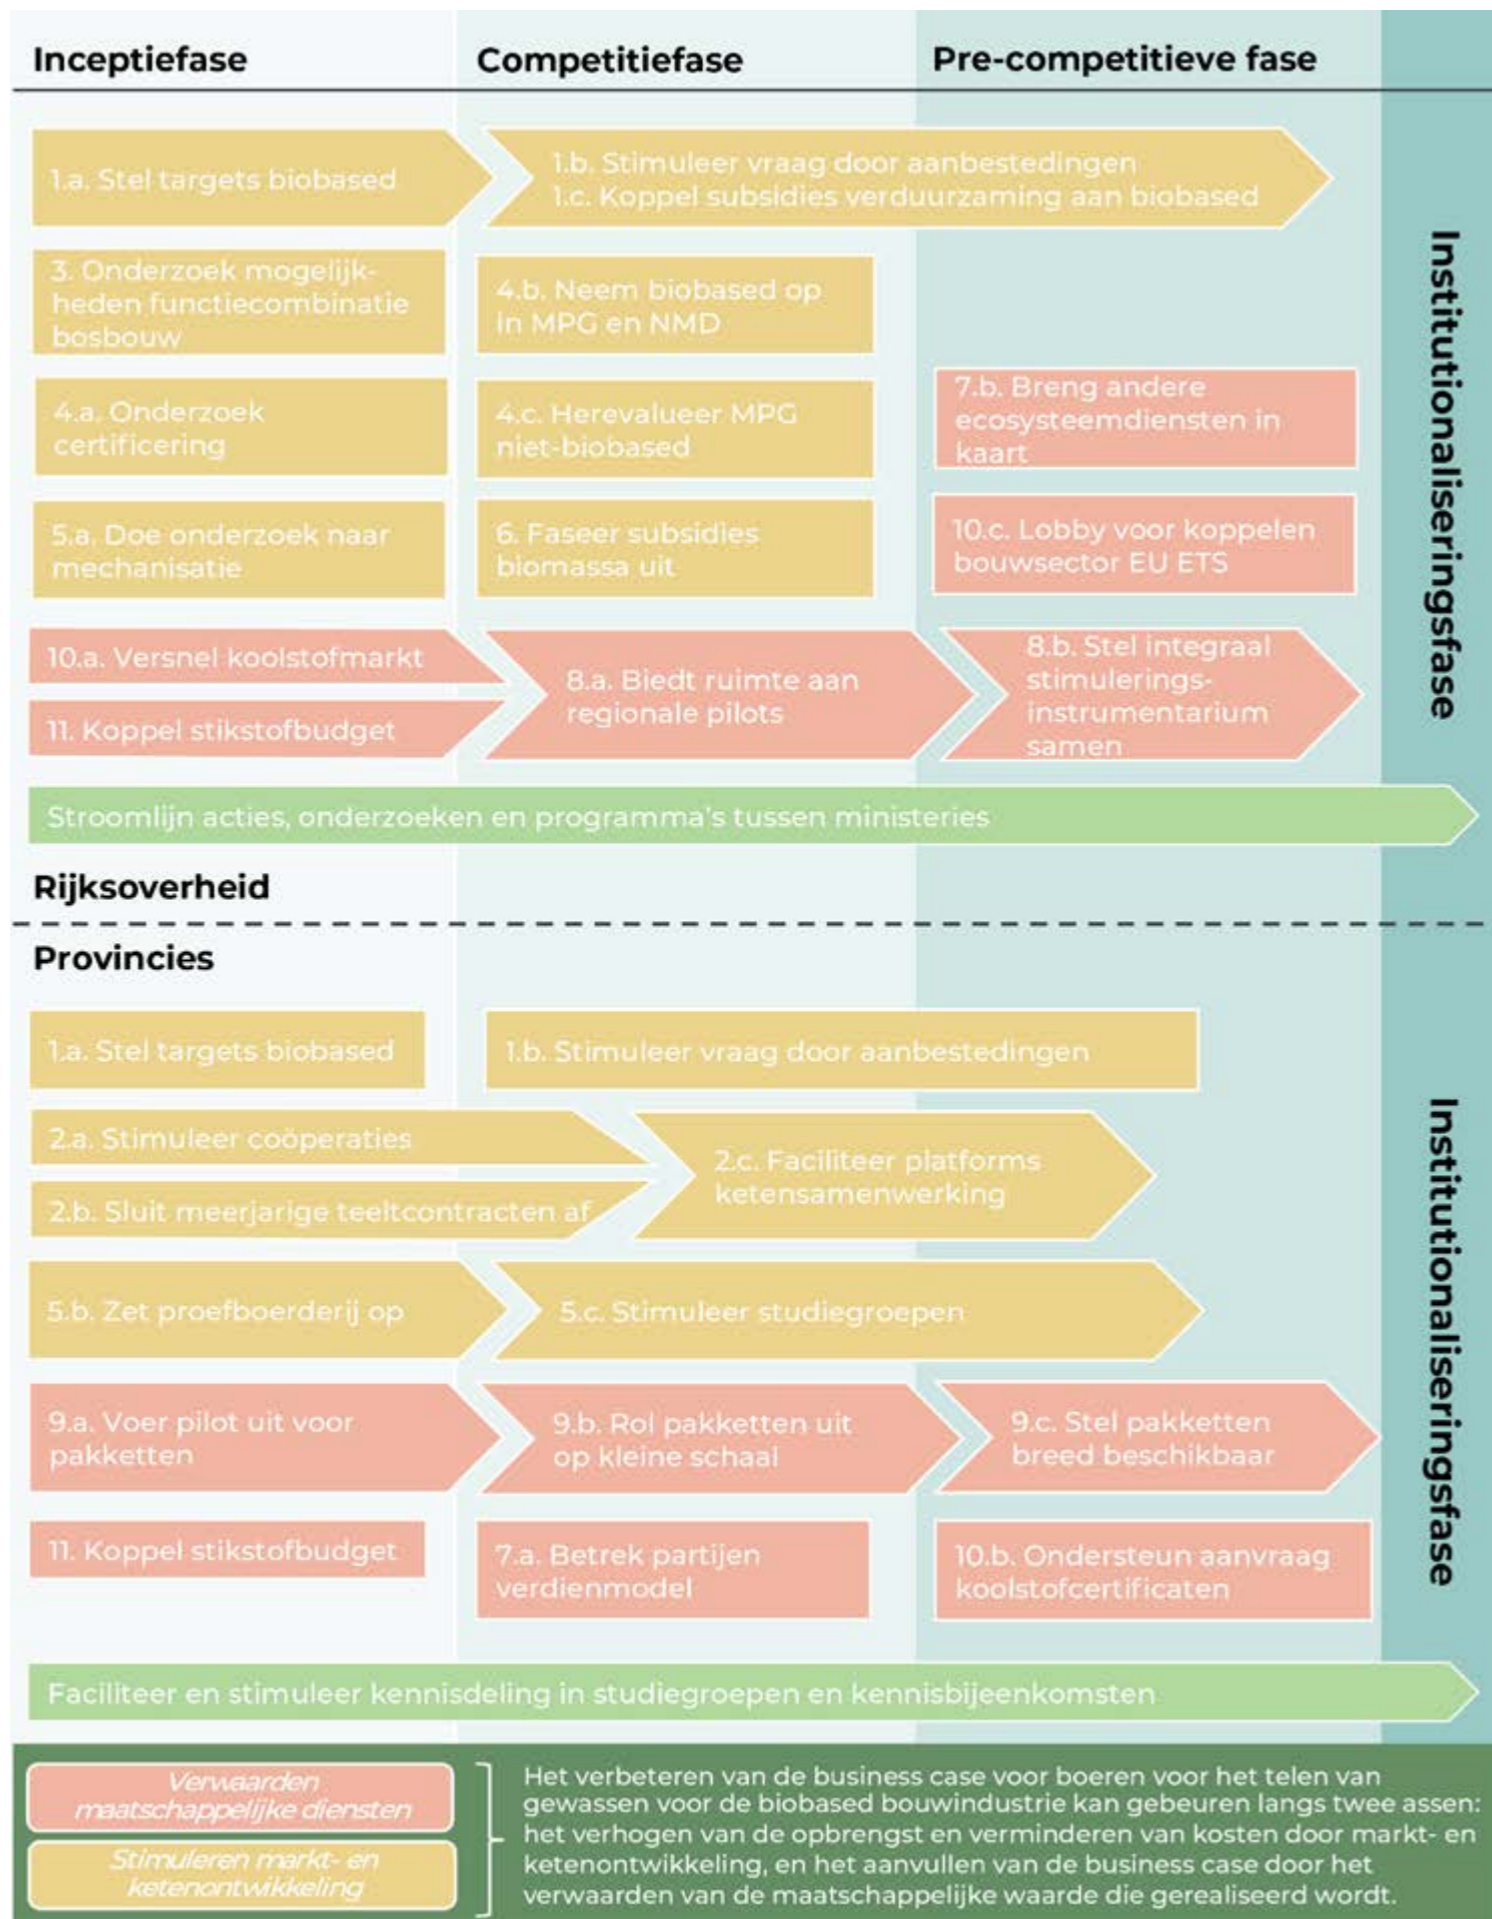 Inceptiefase
Competitiefase
Pre-competitieve fase
1.a. Stel targets biobased
1.b. Stimuleer vraag door aanbestedingen
1.c. Koppel subsidies verduurzaming aan biobased
3. Onderzoek mogelijk-
heden functiecombinatie
bosbouw
4.b. Neem biobased op
in MPG en NMD
4.a. Onderzoek
certificering
4.c. Herevalueer MPG
niet-biobased
7.b. Breng andere
ecosysteemdiensten in
kaart
5.a. Doe onderzoek naar
mechanisatie
6. Faseer subsidies
biomassa uit
10.c. Lobby voor koppelen
bouwsector EU ETS
10.a. Versnel koolstofmarkt
11. Koppel stikstofbudget
8.a. Biedt ruimte aan
regionale pilots
8.b. Stel integraal
stimulerings-
instrumentarium
samen
Institutionaliseringsfase
Stroomlijn acties, onderzoeken en programma's tussen ministeries
Rijksoverheid
Provincies
1.a. Stel targets biobased
1.b. Stimuleer vraag door aanbestedingen
2.a. Stimuleer coöperaties
2.b. Sluit meerjarige teeltcontracten af
2.c. Faciliteer platforms
ketensamenwerking
5.b. Zet proefboerderij op
5.c. Stimuleer studiegroepen
9.a. Voer pilot uit voor
pakketten
9.b. Rol pakketten uit
op kleine schaal
9.c. Stel pakketten
breed beschikbaar
11. Koppel stikstofbudget
7.a. Betrek partijen
verdienmodel
10.b. Ondersteun aanvraag
koolstofcertificaten
Institutionaliseringsfase
Faciliteer en stimuleer kennisdeling in studiegroepen en kennisbijeenkomsten
Verwaarden
maatschappelijke diensten
Stimuleren markt- en
ketenontwikkeling
Het verbeteren van de business case voor boeren voor het telen van
gewassen voor de biobased bouwindustrie kan gebeuren langs twee assen:
het verhogen van de opbrengst en verminderen van kosten door markt- en
ketenontwikkeling, en het aanvullen van de business case door het
verwaarden van de maatschappelijke waarde die gerealiseerd wordt.